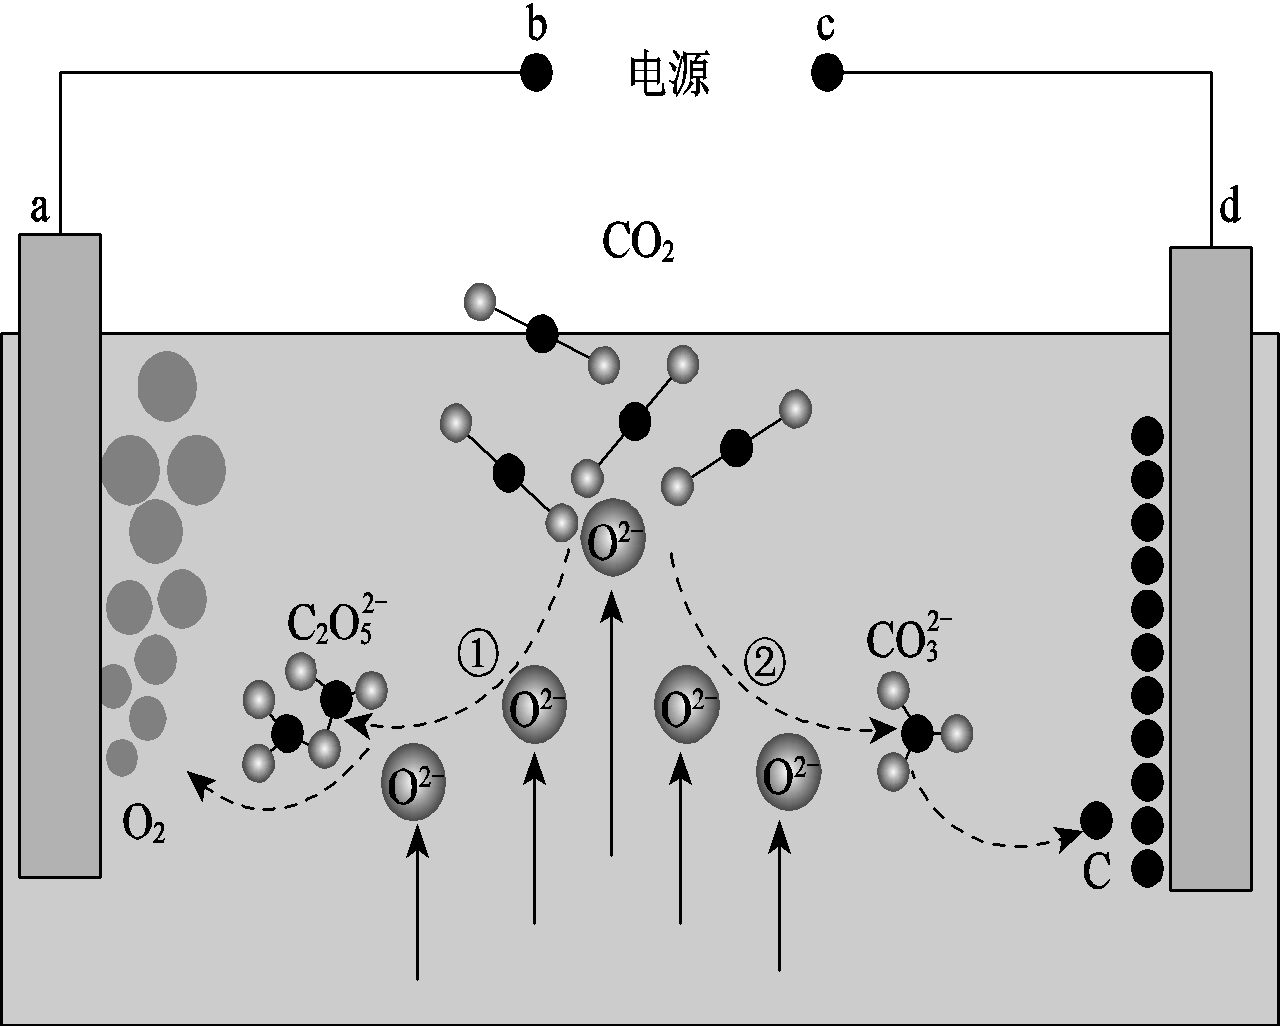 b
电源
c
a
d
CO₂
O²⁻
C₂O₅²⁻
①
②
CO₃²⁻
O²⁻
O²⁻
O²⁻
O²⁻
O₂
C